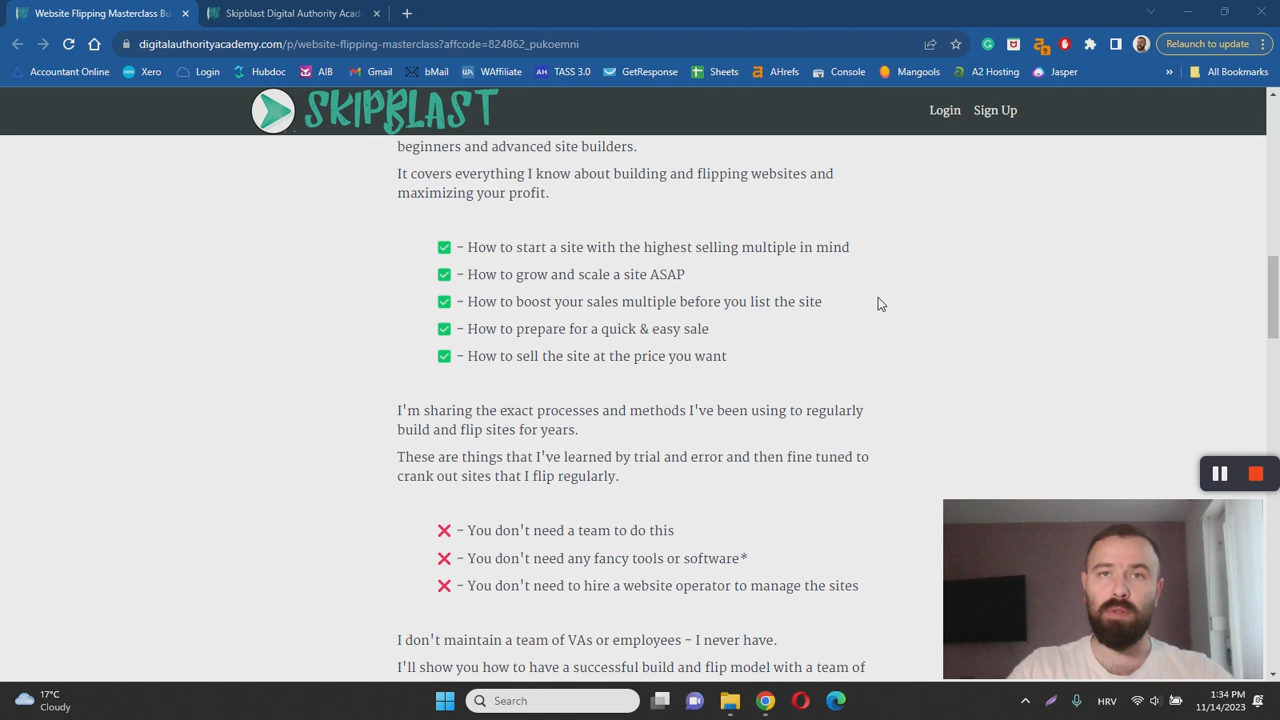 Website Flipping Masterclass Bu
Skipblast Digital Authority Acad
digitalauthorityacademy.com/p/website-flipping-masterclass?affcode=824862_pukoemni
Relaunch to update
Accountant Online
Xero
Login
Hubdoc
AIB
Gmail
bMail
WAffiliate
TASS 3.0
GetResponse
Sheets
AHrefs
Console
Mangools
A2 Hosting
Jasper
»
All Bookmarks
SKIPBLAST
Login
Sign Up
beginners and advanced site builders.
It covers everything I know about building and flipping websites and
maximizing your profit.
✅ - How to start a site with the highest selling multiple in mind
✅ - How to grow and scale a site ASAP
✅ - How to boost your sales multiple before you list the site
✅ - How to prepare for a quick & easy sale
✅ - How to sell the site at the price you want
I'm sharing the exact processes and methods I've been using to regularly
build and flip sites for years.
These are things that I've learned by trial and error and then fine tuned to
crank out sites that I flip regularly.
❌ - You don't need a team to do this
❌ - You don't need any fancy tools or software*
❌ - You don't need to hire a website operator to manage the sites
I don't maintain a team of VAs or employees - I never have.
I'll show you how to have a successful build and flip model with a team of
17°C
Cloudy
Search
HRV
1:34 PM
11/14/2023